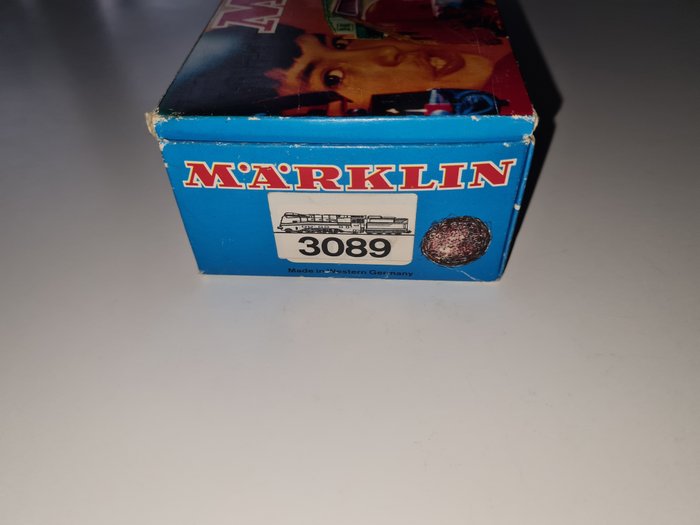 M
MÄRKLIN
3089
Made in Western Germany